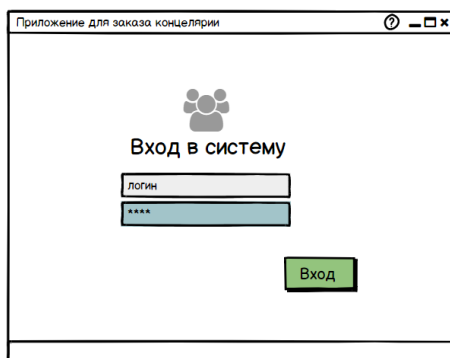 Приложение для заказа концелярии
?
Вход в систему
логин
****
Вход